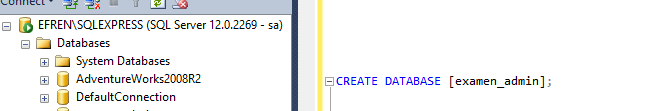 Connect
EFREN\SQLEXPRESS (SQL Server 12.0.2269 - sa)
Databases
System Databases
AdventureWorks2008R2
DefaultConnection
CREATE DATABASE [examen_admin];